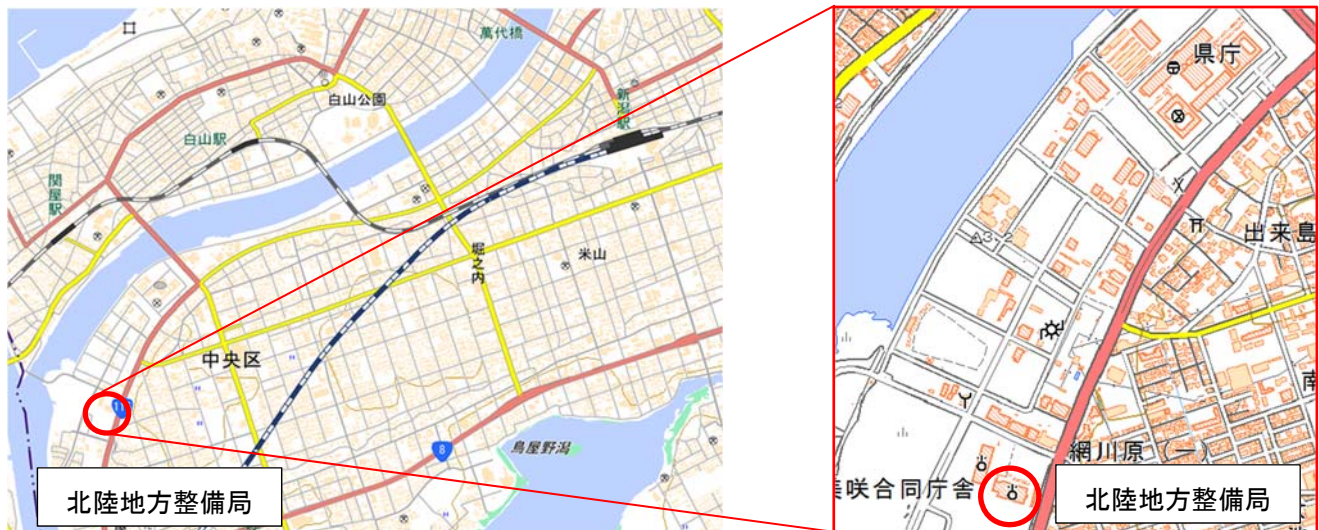 萬代橋
白山公園
新潟駅
白山駅
関屋駅
堀之内
米山
中央区
8
鳥屋野潟
北陸地方整備局
県庁
3.2
出来島
南
網川原(一)
咲合同庁舎
北陸地方整備局